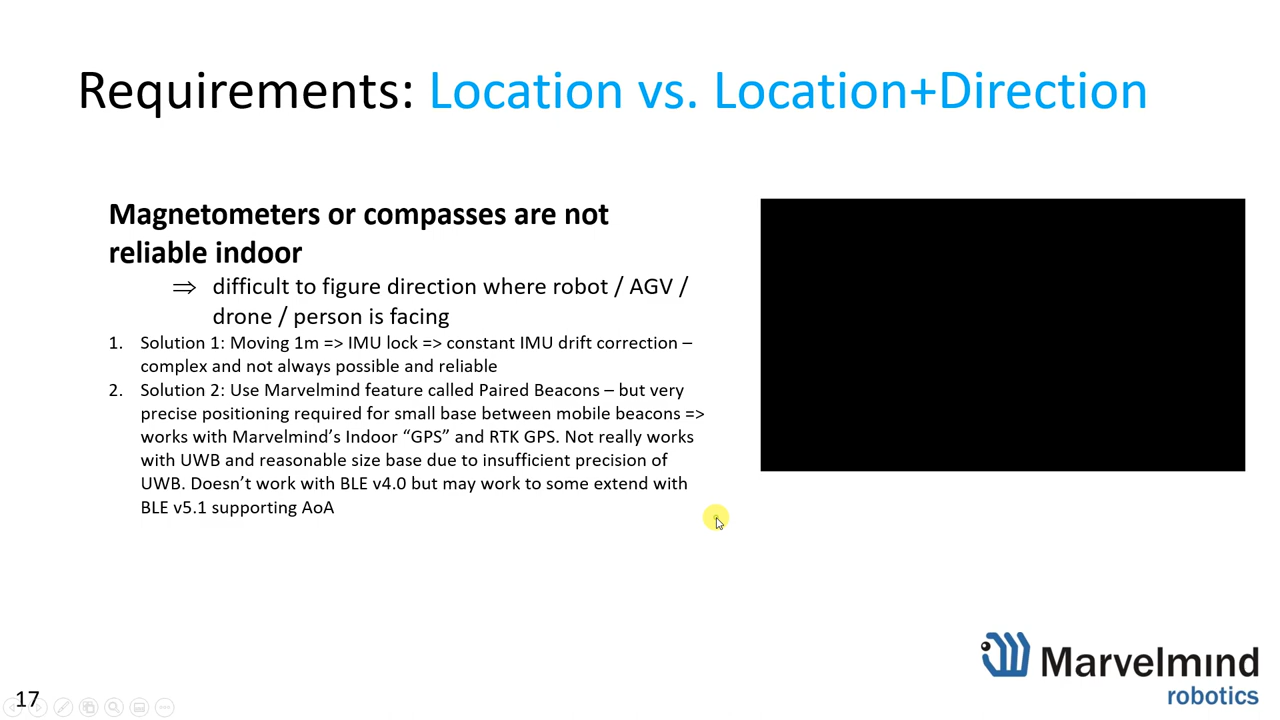 Requirements: Location vs. Location+Direction
Magnetometers or compasses are not
reliable indoor
⇒ difficult to figure direction where robot / AGV /
drone / person is facing
1. Solution 1: Moving 1m => IMU lock => constant IMU drift correction –
complex and not always possible and reliable
2. Solution 2: Use Marvelmind feature called Paired Beacons – but very
precise positioning required for small base between mobile beacons =>
works with Marvelmind’s Indoor “GPS” and RTK GPS. Not really works
with UWB and reasonable size base due to insufficient precision of
UWB. Doesn’t work with BLE v4.0 but may work to some extend with
BLE v5.1 supporting AoA
Marvelmind
robotics
17